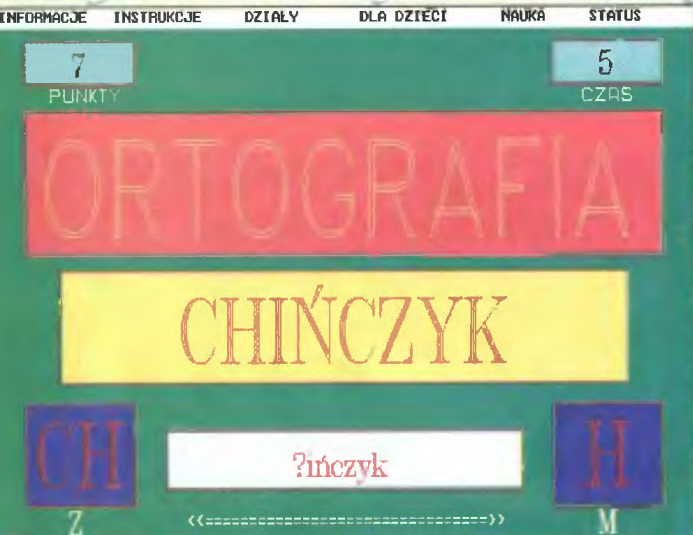 INFORMACJE INSTRUKCJE DZIAŁY DLA DZIECI NAUKA STATUS
7 5
PUNKTY CZAS
ORTOGRAFIA
CHIŃCZYK
CH ?ińczyk H
Z <<================================>> M